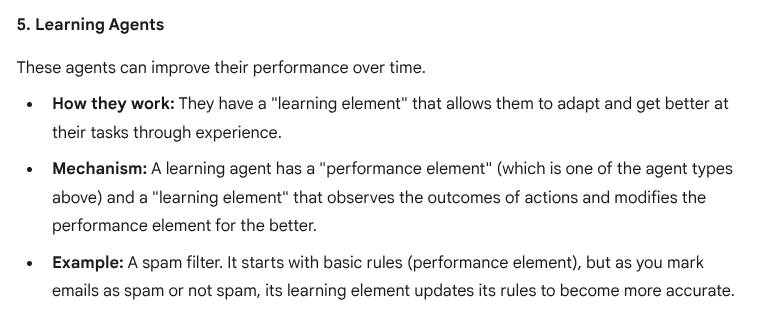 5. Learning Agents
These agents can improve their performance over time.
• How they work: They have a "learning element" that allows them to adapt and get better at
their tasks through experience.
• Mechanism: A learning agent has a "performance element" (which is one of the agent types
above) and a "learning element" that observes the outcomes of actions and modifies the
performance element for the better.
• Example: A spam filter. It starts with basic rules (performance element), but as you mark
emails as spam or not spam, its learning element updates its rules to become more accurate.